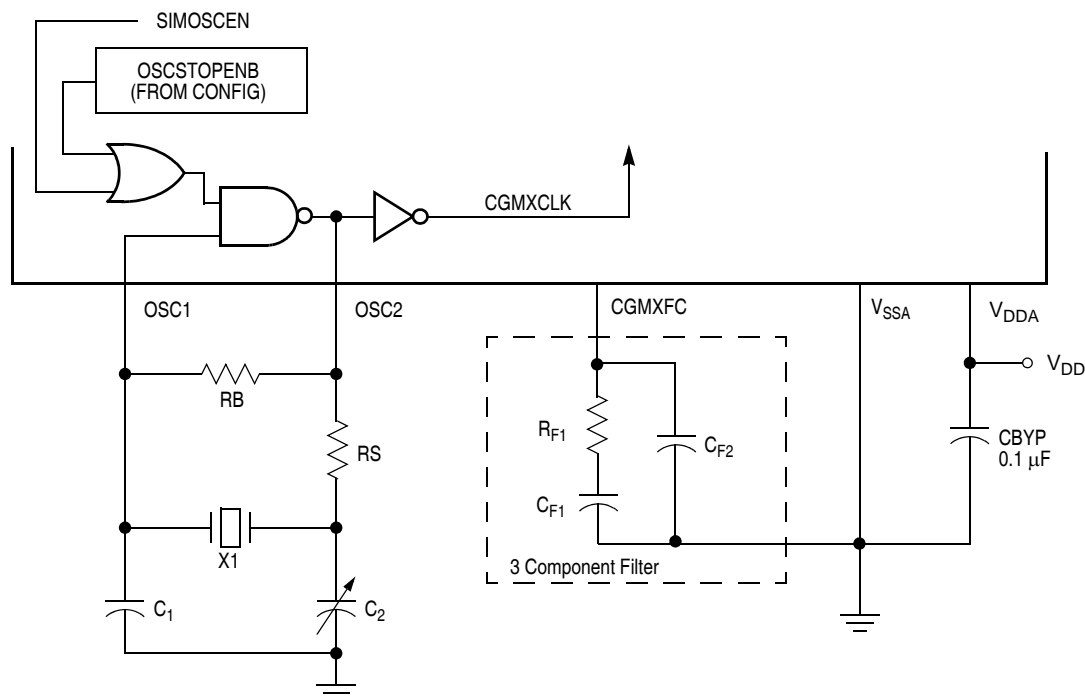 SIMOSCEN
OSCSTOPENB
(FROM CONFIG)
CGMXCLK
OSC1
OSC2
CGMXFC
VSSA
VDDA
VDD
RB
RS
RF1
CF2
CBYP
0.1 μF
CF1
X1
3 Component Filter
C1
C2